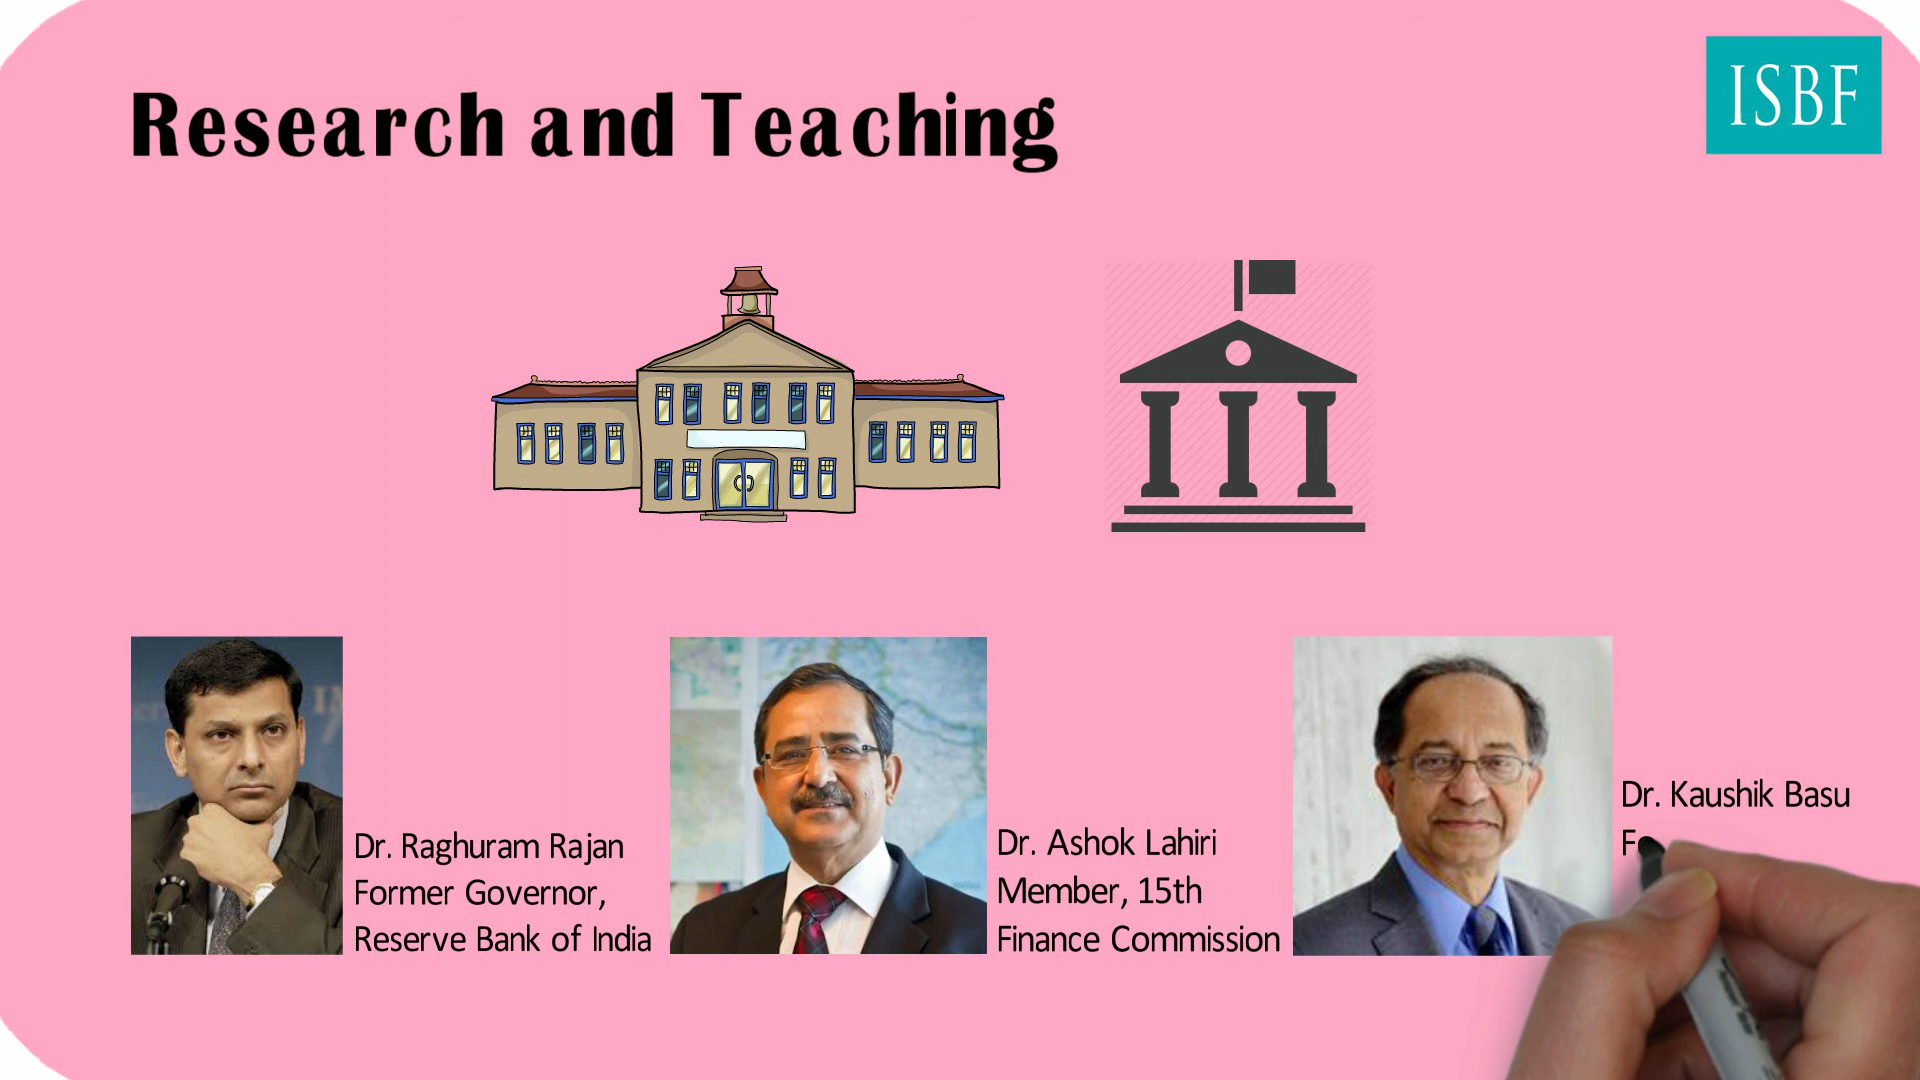 Research and Teaching
ISBF
Dr. Raghuram Rajan
Former Governor,
Reserve Bank of India
Dr. Ashok Lahiri
Member, 15th
Finance Commission
Dr. Kaushik Basu